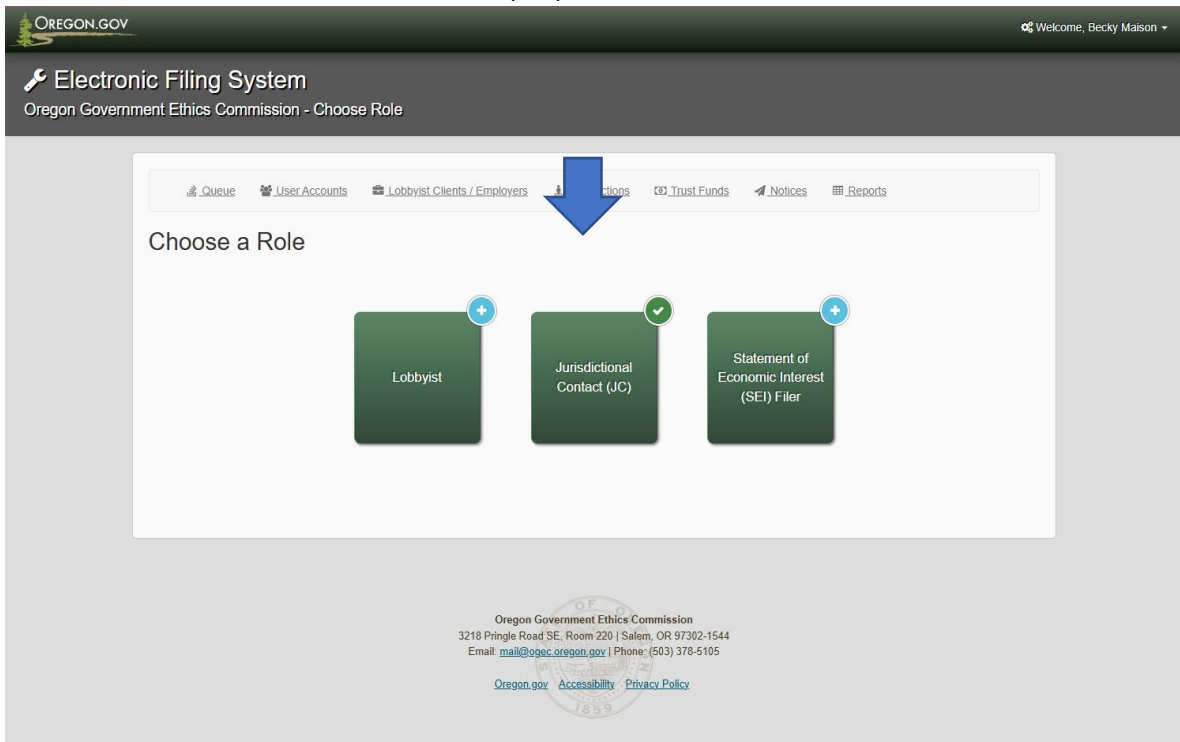 OREGON.GOV
Welcome, Becky Maison
Electronic Filing System
Oregon Government Ethics Commission - Choose Role
Queue User Accounts Lobbyist Clients / Employers Trust Funds Notices Reports
Choose a Role
Lobbyist
Jurisdictional
Contact (JC)
Statement of
Economic Interest
(SEI) Filer
Oregon Government Ethics Commission
3218 Pringle Road SE, Room 220 | Salem, OR 97302-1544
Email: mail@ogec.oregon.gov | Phone: (503) 378-5105
Oregon.gov Accessibility Privacy Policy
1859